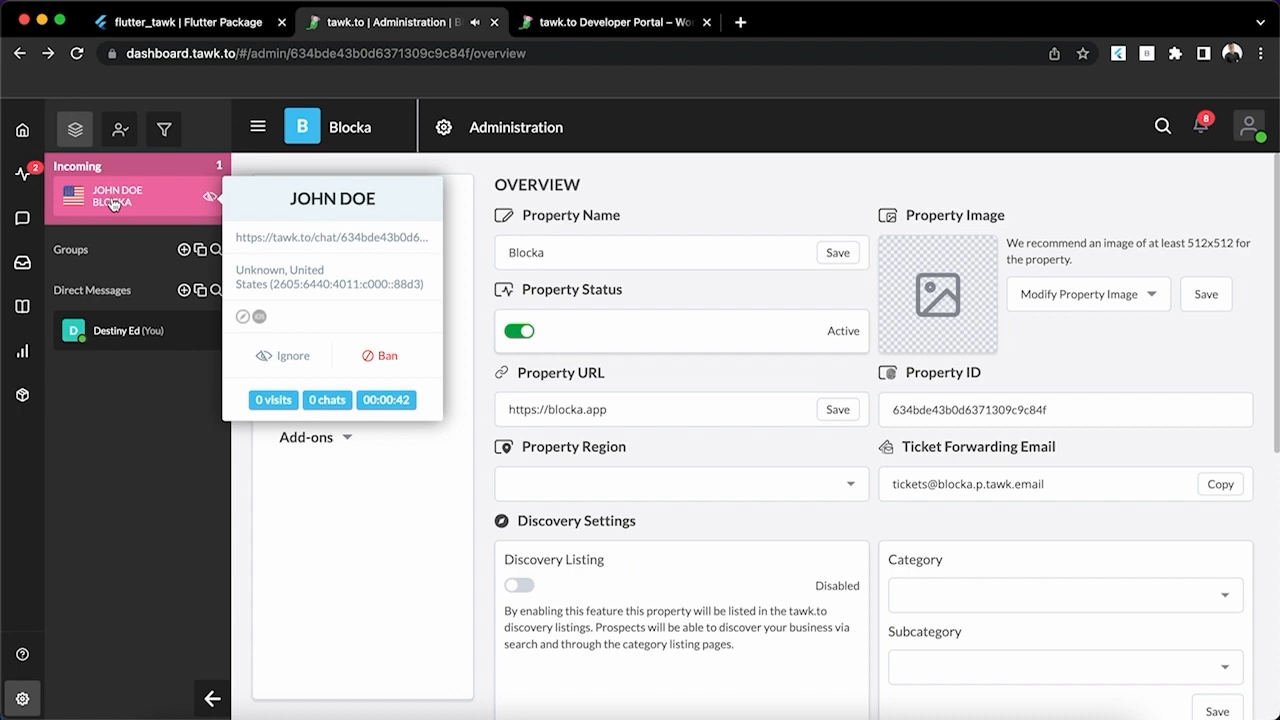 flutter_tawk | Flutter Package
tawk.to | Administration | B
tawk.to Developer Portal – Wo
dashboard.tawk.to/#/admin/634bde43b0d6371309c9c84f/overview
B
Blocka
Administration
8
2
Incoming
1
JOHN DOE
BLOCKA
Groups
Direct Messages
D
Destiny Ed (You)
JOHN DOE
https://tawk.to/chat/634bde43b0d6...
Unknown, United
States (2605:6440:4011:c000::88d3)
iOS
Ignore
Ban
0 visits
0 chats
00:00:42
Add-ons
OVERVIEW
Property Name
Blocka
Save
Property Status
Active
Property URL
https://blocka.app
Save
Property Region
Discovery Settings
Discovery Listing
Disabled
By enabling this feature this property will be listed in the tawk.to
discovery listings. Prospects will be able to discover your business via
search and through the category listing pages.
Property Image
We recommend an image of at least 512x512 for
the property.
Modify Property Image
Save
Property ID
634bde43b0d6371309c9c84f
Ticket Forwarding Email
tickets@blocka.p.tawk.email
Copy
Category
Subcategory
Save